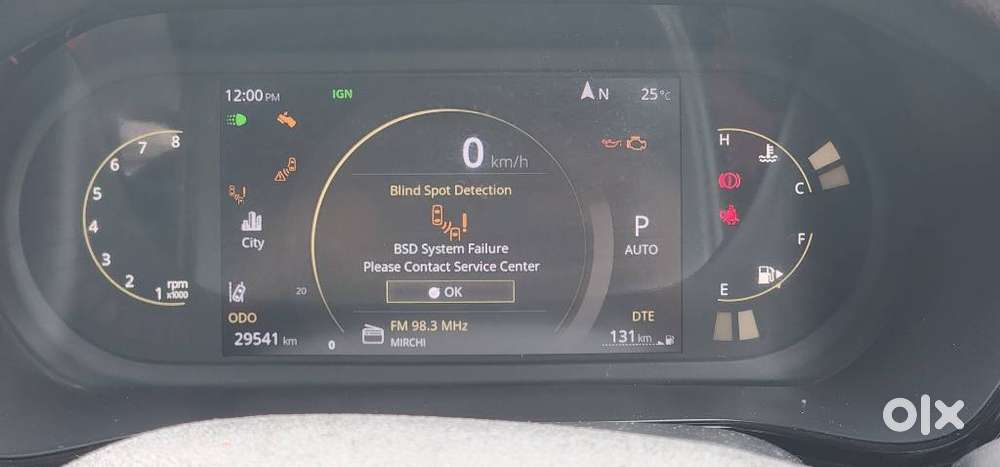 12:00 PM
IGN
N
25°C
8
7
6
5
4
3
2
1
rpm
x1000
0 km/h
Blind Spot Detection
BSD System Failure
Please Contact Service Center
OK
City
20
ODO
29541 km
0
FM 98.3 MHz
MIRCHI
P
AUTO
DTE
131 km
H
C
F
E
olx